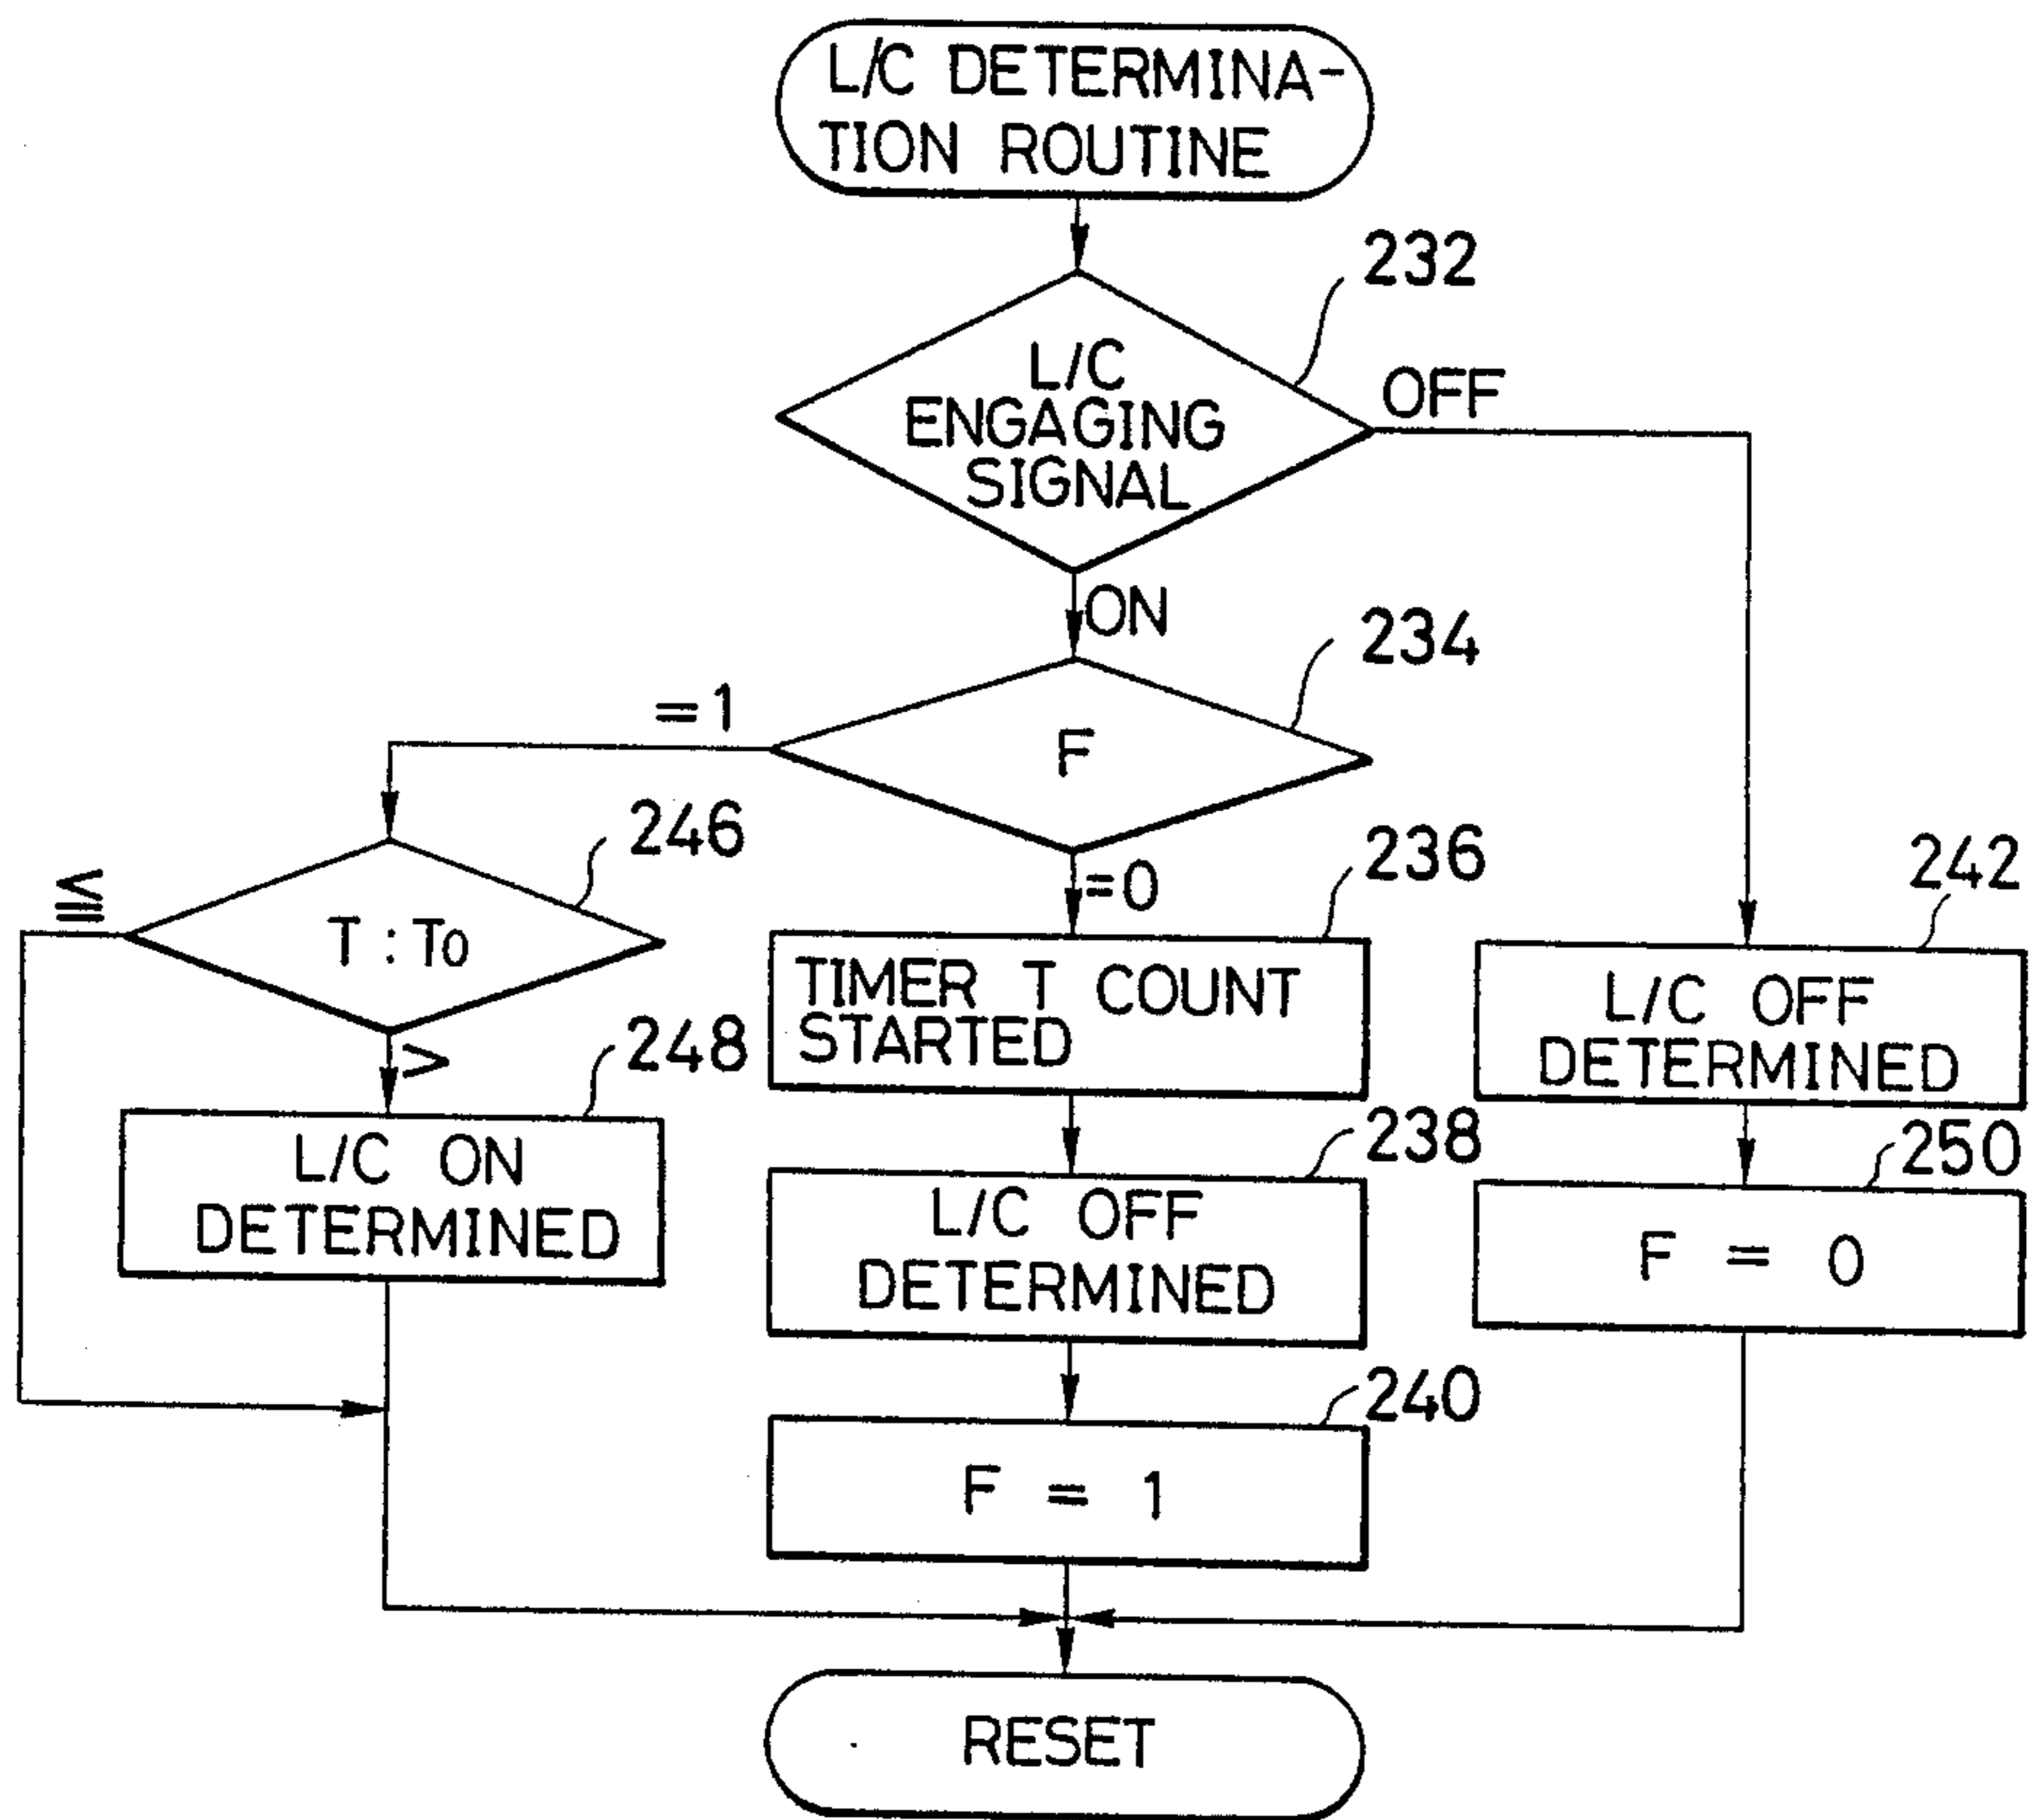 L/C DETERMINA-
TION ROUTINE
232
L/C
ENGAGING
SIGNAL
OFF
ON
234
F
=1
=0
246
T : To
≦
>
236
TIMER T COUNT
STARTED
242
L/C OFF
DETERMINED
248
L/C ON
DETERMINED
238
L/C OFF
DETERMINED
250
F = 0
240
F = 1
RESET